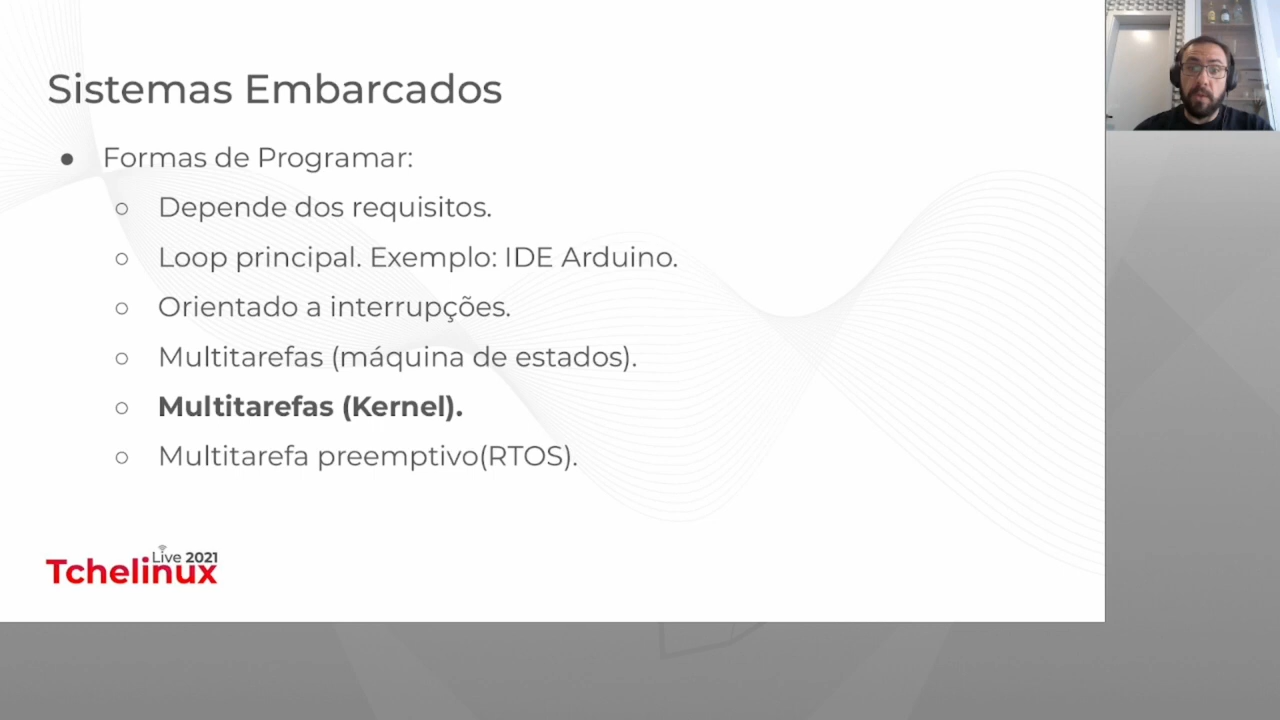 Sistemas Embarcados
● Formas de Programar:
○ Depende dos requisitos.
○ Loop principal. Exemplo: IDE Arduino.
○ Orientado a interrupções.
○ Multitarefas (máquina de estados).
○ Multitarefas (Kernel).
○ Multitarefa preemptivo(RTOS).
Live 2021
Tchelinux